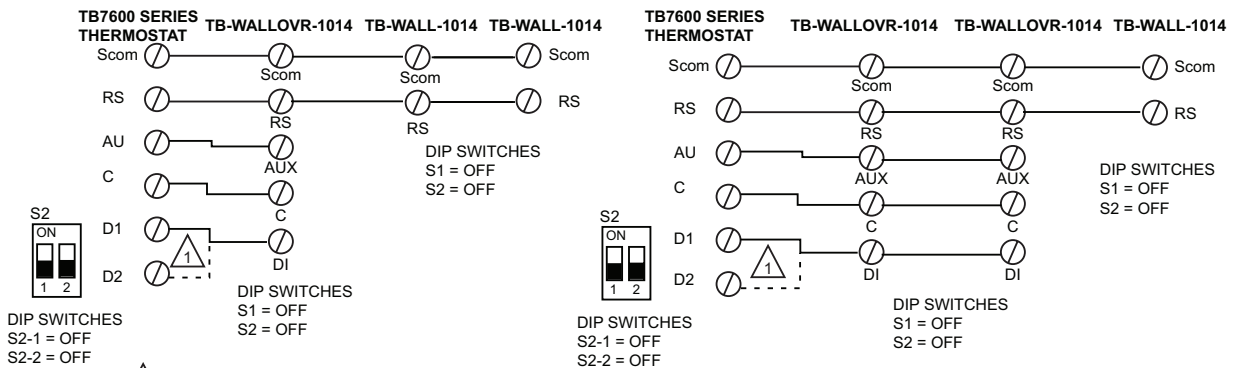 TB7600 SERIES
THERMOSTAT
TB-WALLOVR-1014
TB-WALL-1014
TB-WALL-1014
Scom
Scom
Scom
Scom
RS
RS
RS
RS
AU
AUX
C
C
D1
1
DI
D2
DIP SWITCHES
S1 = OFF
S2 = OFF
DIP SWITCHES
S1 = OFF
S2 = OFF
S2
ON
1 2
DIP SWITCHES
S2-1 = OFF
S2-2 = OFF
TB7600 SERIES
THERMOSTAT
TB-WALLOVR-1014
TB-WALLOVR-1014
TB-WALL-1014
Scom
Scom
Scom
Scom
RS
RS
RS
RS
AU
AUX
AUX
C
C
C
D1
1
DI
DI
D2
DIP SWITCHES
S1 = OFF
S2 = OFF
DIP SWITCHES
S1 = OFF
S2 = OFF
S2
ON
1 2
DIP SWITCHES
S2-1 = OFF
S2-2 = OFF